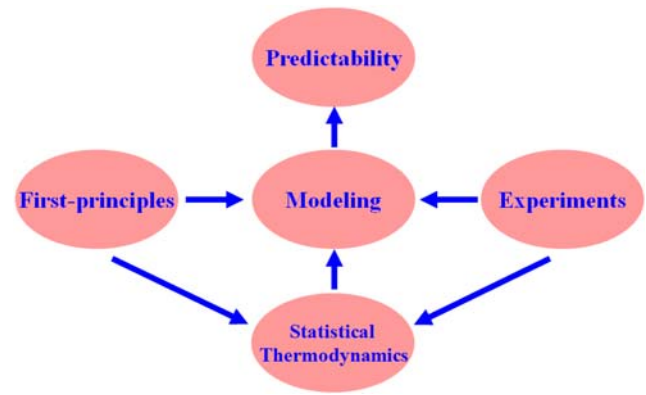 Predictability
First-principles
Modeling
Experiments
Statistical
Thermodynamics